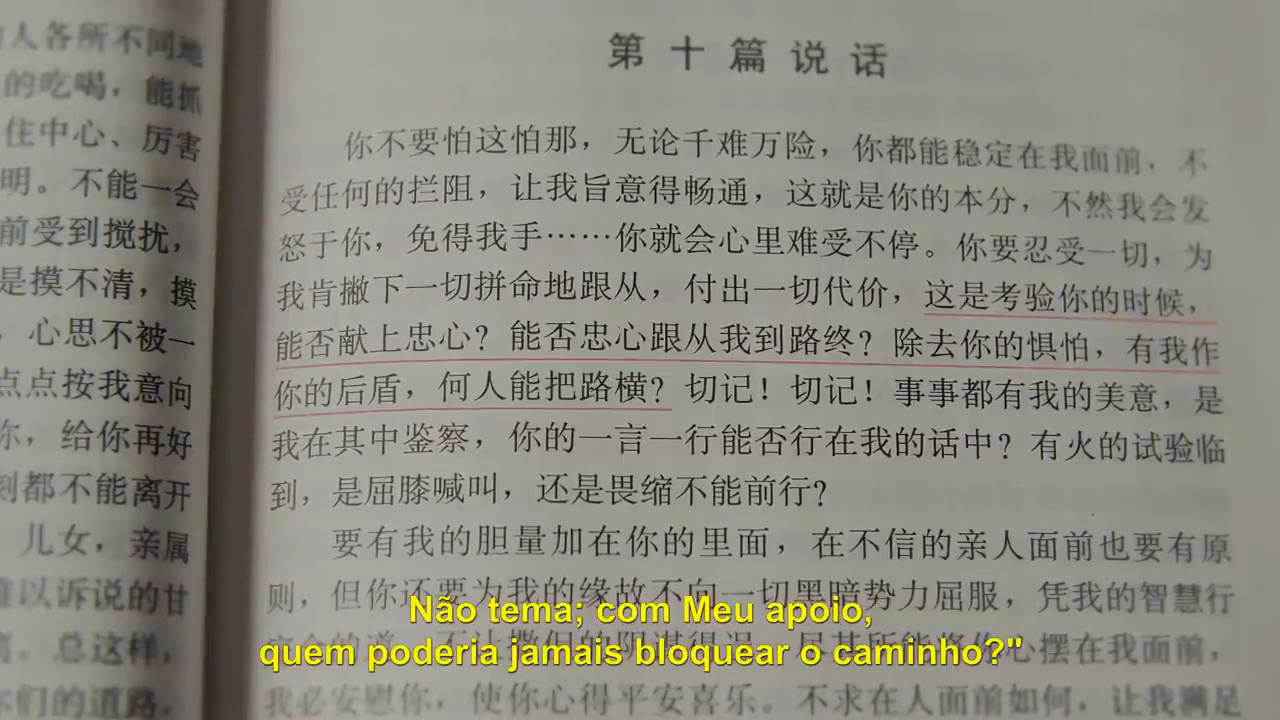 人各所不同地
的吃喝，能抓
住中心、厉害
明。不能一会
前受到搅扰，
是摸不清，摸
，心思不被一
点点按我意向
你，给你再好
刻都不能离开
儿女，亲属
难以诉说的甘
。总这样，
你们的道路，
第十篇说话
你不要怕这怕那，无论千难万险，你都能稳定在我面前，不
受任何的拦阻，让我旨意得畅通，这就是你的本分，不然我会发
怒于你，免得我手……你就会心里难受不停。你要忍受一切，为
我肯撇下一切拼命地跟从，付出一切代价，这是考验你的时候，
能否献上忠心？能否忠心跟从我到路终？除去你的惧怕，有我作
你的后盾，何人能把路横？切记！切记！事事都有我的美意，是
我在其中鉴察，你的一言一行能否行在我的话中？有火的试验临
到，是屈膝喊叫，还是畏缩不能前行？
要有我的胆量加在你的里面，在不信的亲人面前也要有原
则，但你还要为我的缘故不向一切黑暗势力屈服，凭我的智慧行
心摆在我面前，
我必安慰你，使你心得平安喜乐。不求在人面前如何，让我满足
Não tema; com Meu apoio,
quem poderia jamais bloquear o caminho?"